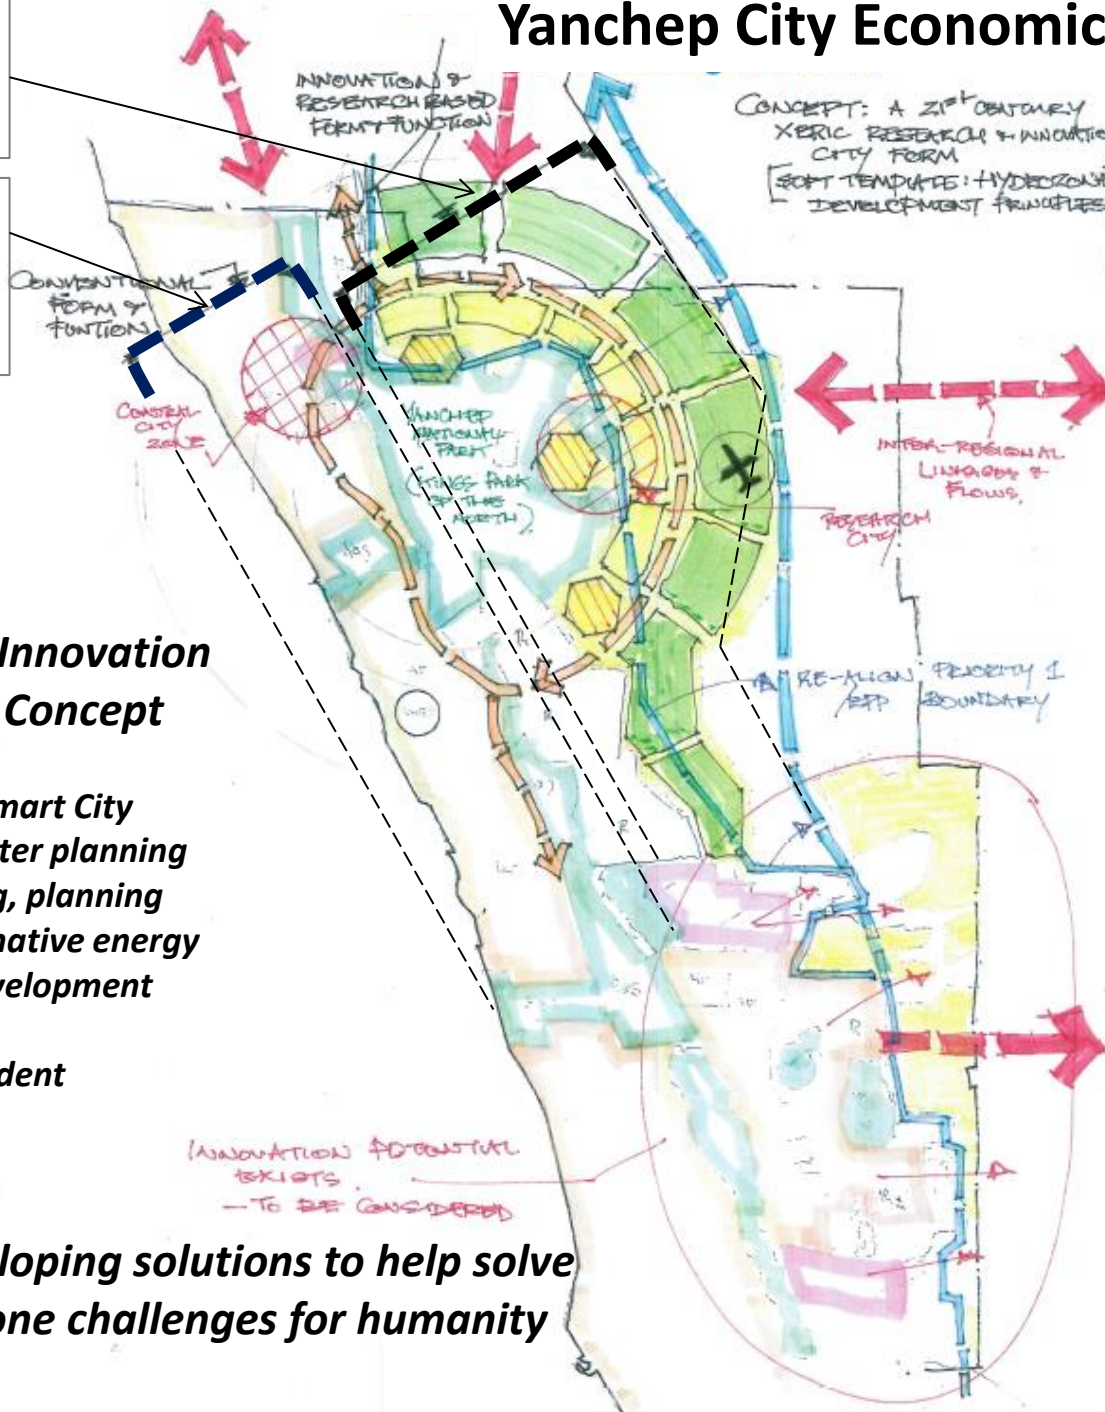 Yanchep City Economic
INNOVATION &
RESEARCH BASED
FORM & FUNCTION
CONCEPT: A 21ST CENTURY
XERIC RESEARCH & INNOVATIO
CITY FORM
[SOFT TEMPLATE: HYDROZON
DEVELOPMENT PRINCIPLES
CONVENTIONAL
FORM &
FUNTION
CENTRAL
CITY
ZONE
YANCHEP
NATIONAL
PARK
(KINGS PARK
OF THE
NORTH)
INTER-REGIONAL
LINKAGES &
FLOWS.
RESEARCH
CITY
Innovation
Concept
RE-ALIGN PRIORITY 1
/EPP BOUNDARY
mart City
ter planning
g, planning
native energy
velopment
dent
INNOVATION POTENTIAL
EXISTS
- TO BE CONSIDERED
loping solutions to help solve
one challenges for humanity